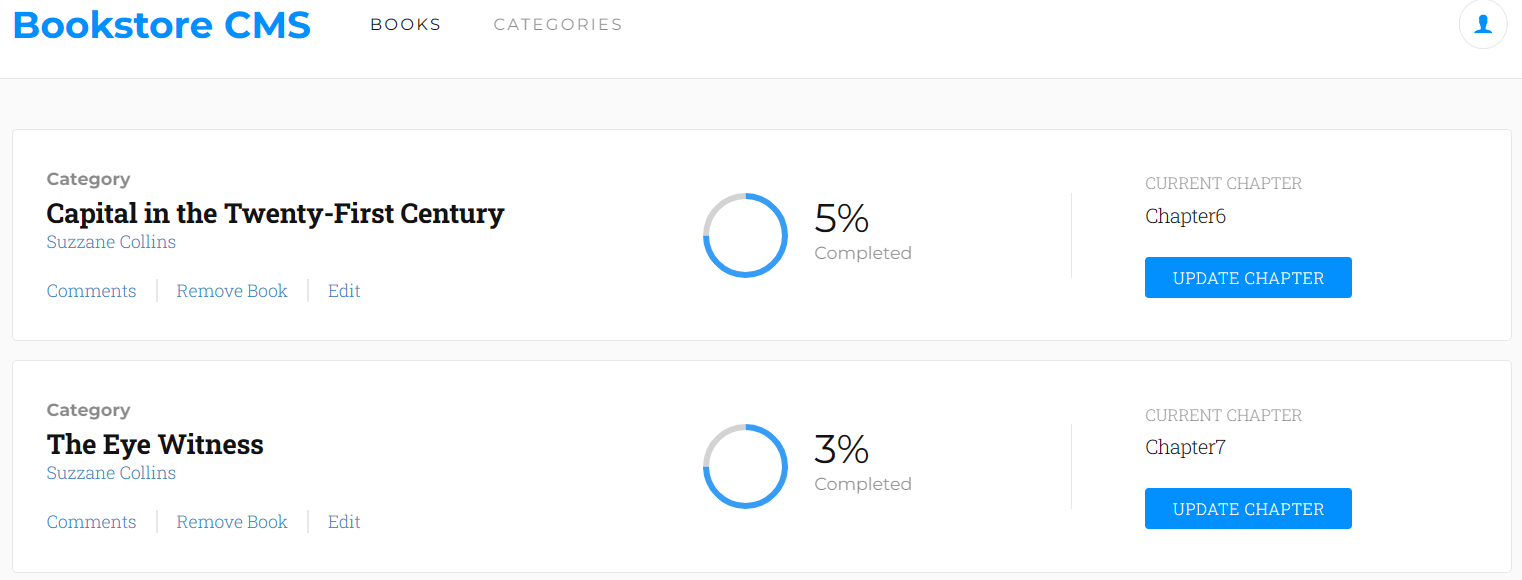 Bookstore CMS BOOKS CATEGORIES
Category
Capital in the Twenty-First Century
Suzzane Collins
Comments Remove Book Edit
5%
Completed
CURRENT CHAPTER
Chapter6
UPDATE CHAPTER
Category
The Eye Witness
Suzzane Collins
Comments Remove Book Edit
3%
Completed
CURRENT CHAPTER
Chapter7
UPDATE CHAPTER